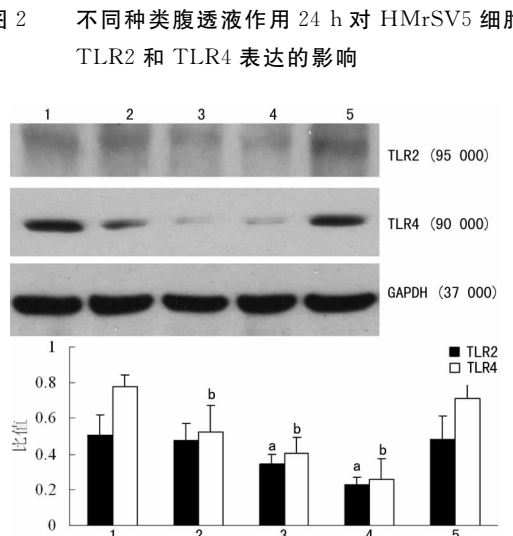 图 2 不同种类腹透液作用 24 h 对 HMrSV5 细胞
TLR2 和 TLR4 表达的影响
1 2 3 4 5
TLR2 (95 000)
TLR4 (90 000)
GAPDH (37 000)
1
TLR2
TLR4
0.8
0.6
0.4
0.2
0
比值
b
a b
a b
1 2 3 4 5